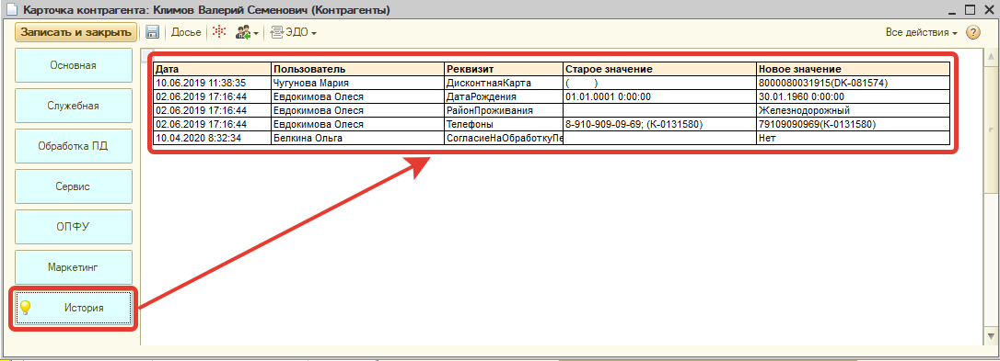 Карточка контрагента: Климов Валерий Семенович (Контрагенты)
Записать и закрыть Досье ЭДО Все действия ?
Основная
Служебная
Обработка ПД
Сервис
ОПФУ
Маркетинг
История
Дата Пользователь Реквизит Старое значение Новое значение
10.06.2019 11:38:35 Чугунова Мария ДисконтнаяКарта ( ) 8000080031915(DK-081574)
02.06.2019 17:16:44 Евдокимова Олеся ДатаРождения 01.01.0001 0:00:00 30.01.1960 0:00:00
02.06.2019 17:16:44 Евдокимова Олеся РайонПроживания Железнодорожный
02.06.2019 17:16:44 Евдокимова Олеся Телефоны 8-910-909-09-69; (К-0131580) 79109090969(К-0131580)
10.04.2020 8:32:34 Белкина Ольга СогласиеНаОбработкуПе Нет